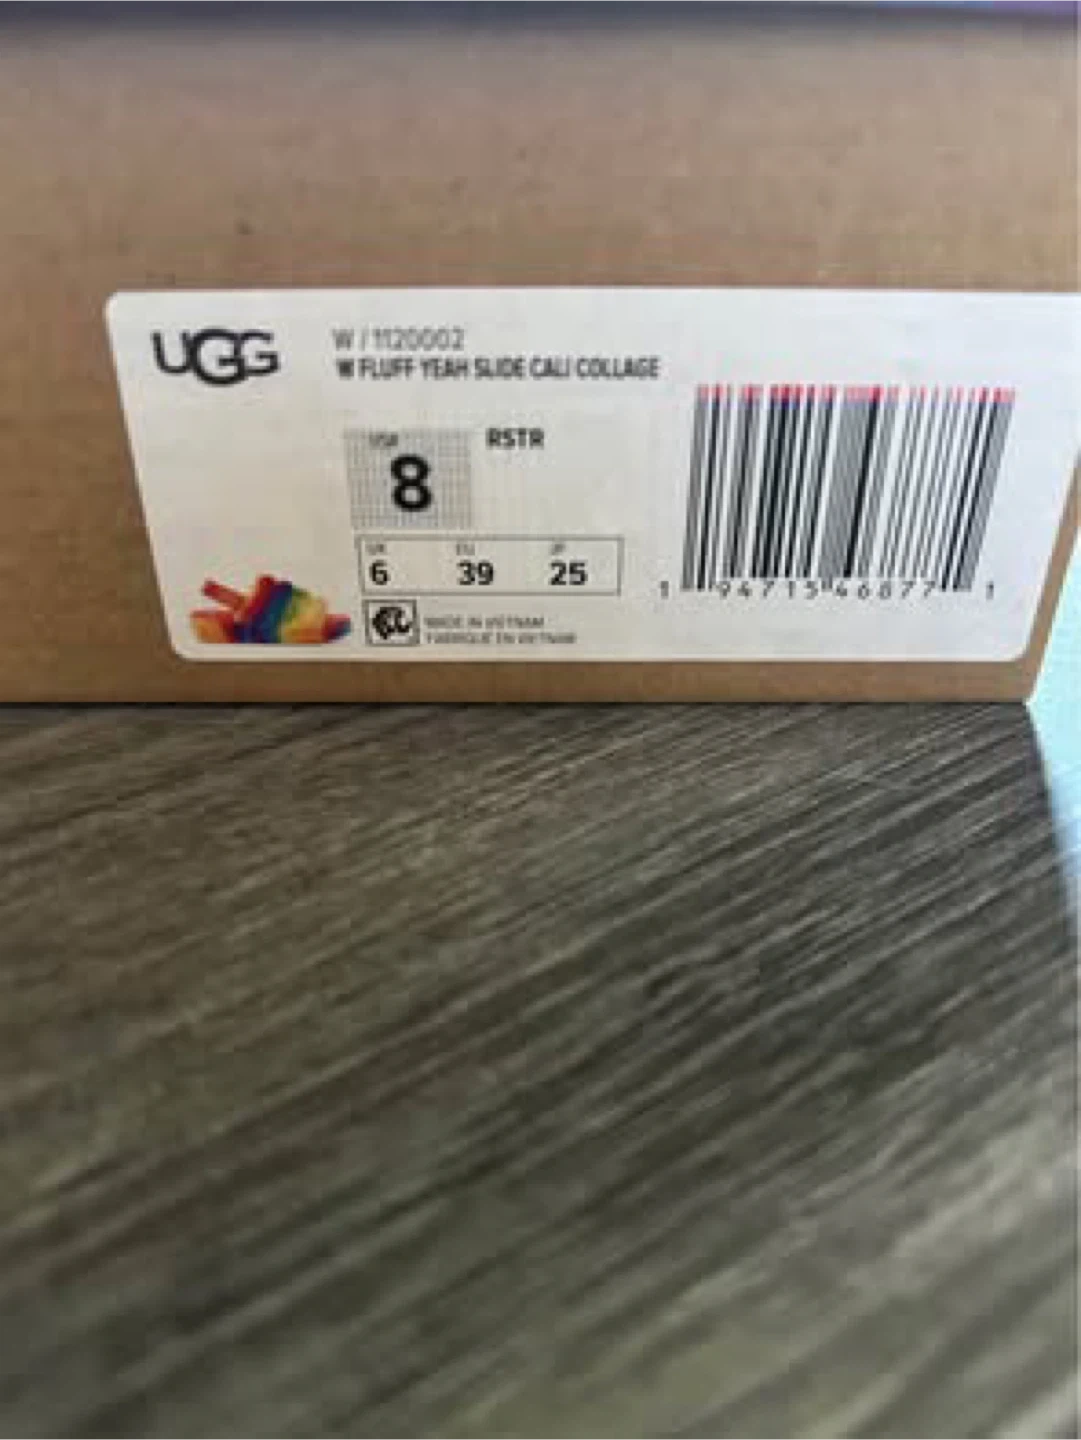 UGG
W / 1120002
W FLUFF YEAH SLIDE CALI COLLAGE
USA
8
RSTR
UK EU JP
6 39 25
MADE IN VIETNAM
FABRIQUE EN VIETNAM
1 94715 46877 1